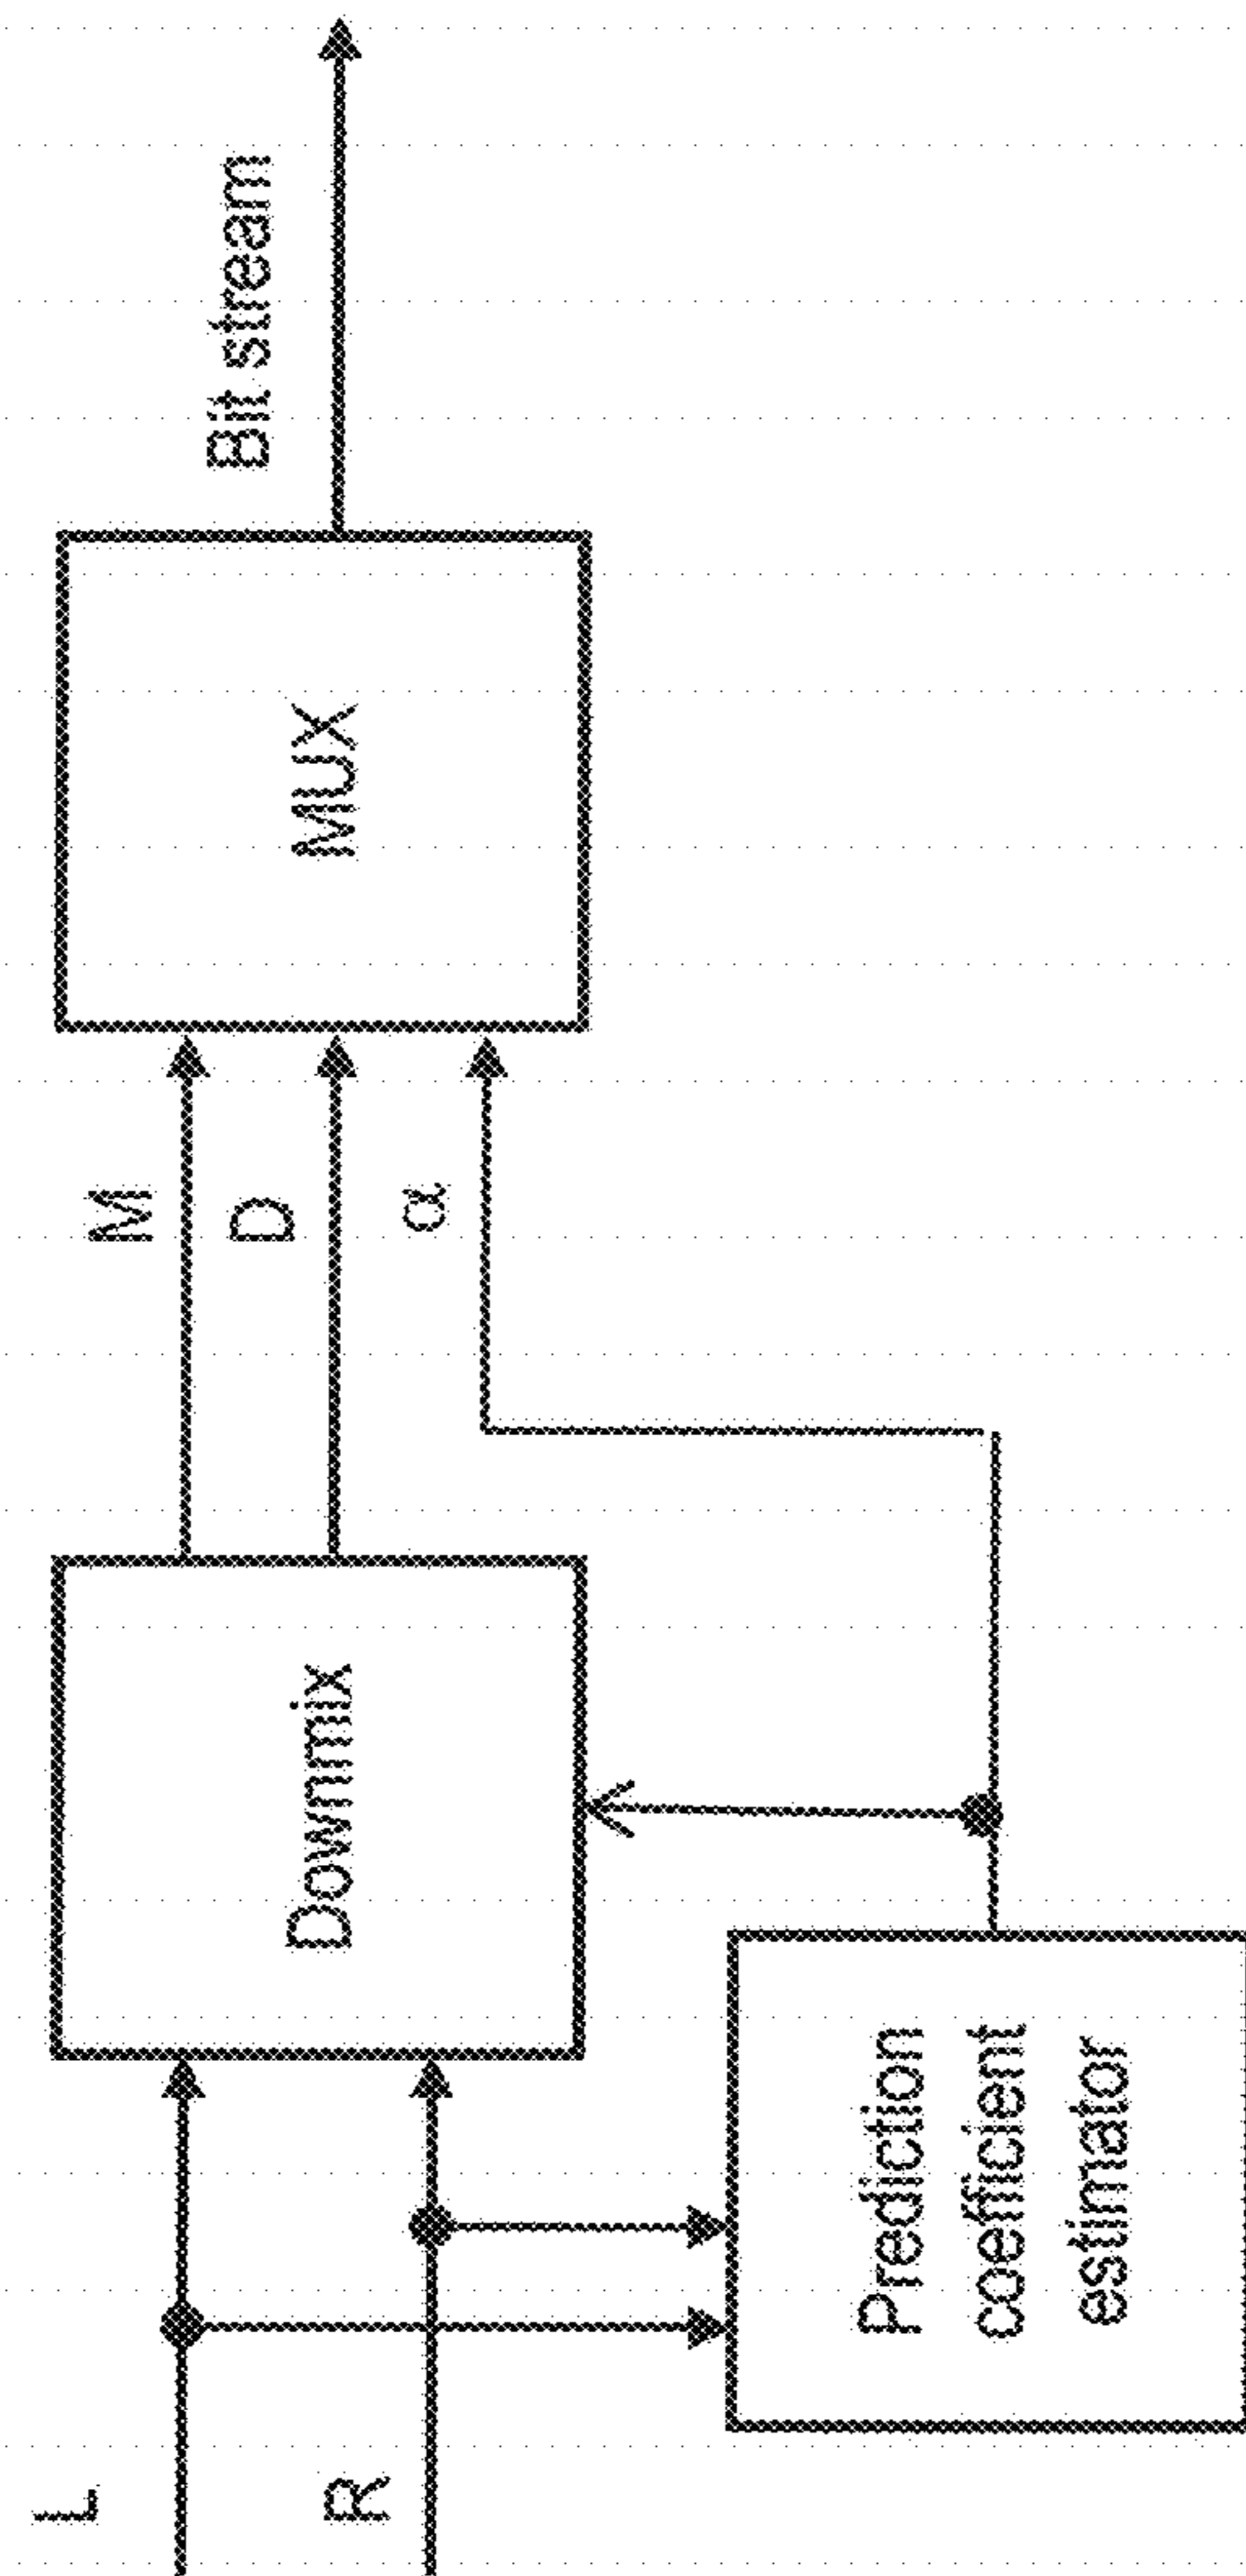 L
R
Downmix
Prediction
coefficient
estimator
M
D
α
MUX
Bit stream